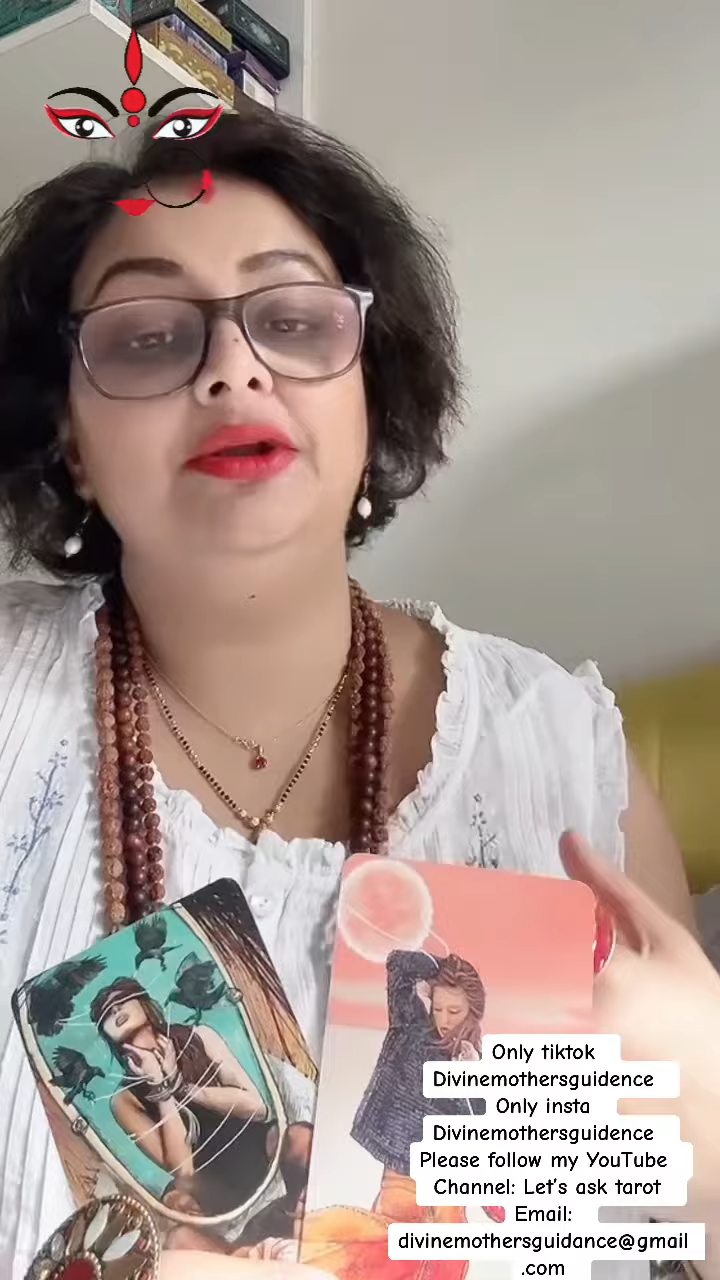 Only tiktok
Divinemothersguidence
Only insta
Divinemothersguidence
Please follow my YouTube
Channel: Let's ask tarot
Email:
divinemothersguidance@gmail
.com